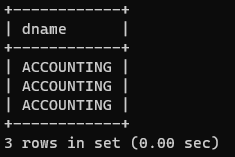 +------------+
| dname      |
+------------+
| ACCOUNTING |
| ACCOUNTING |
| ACCOUNTING |
+------------+
3 rows in set (0.00 sec)